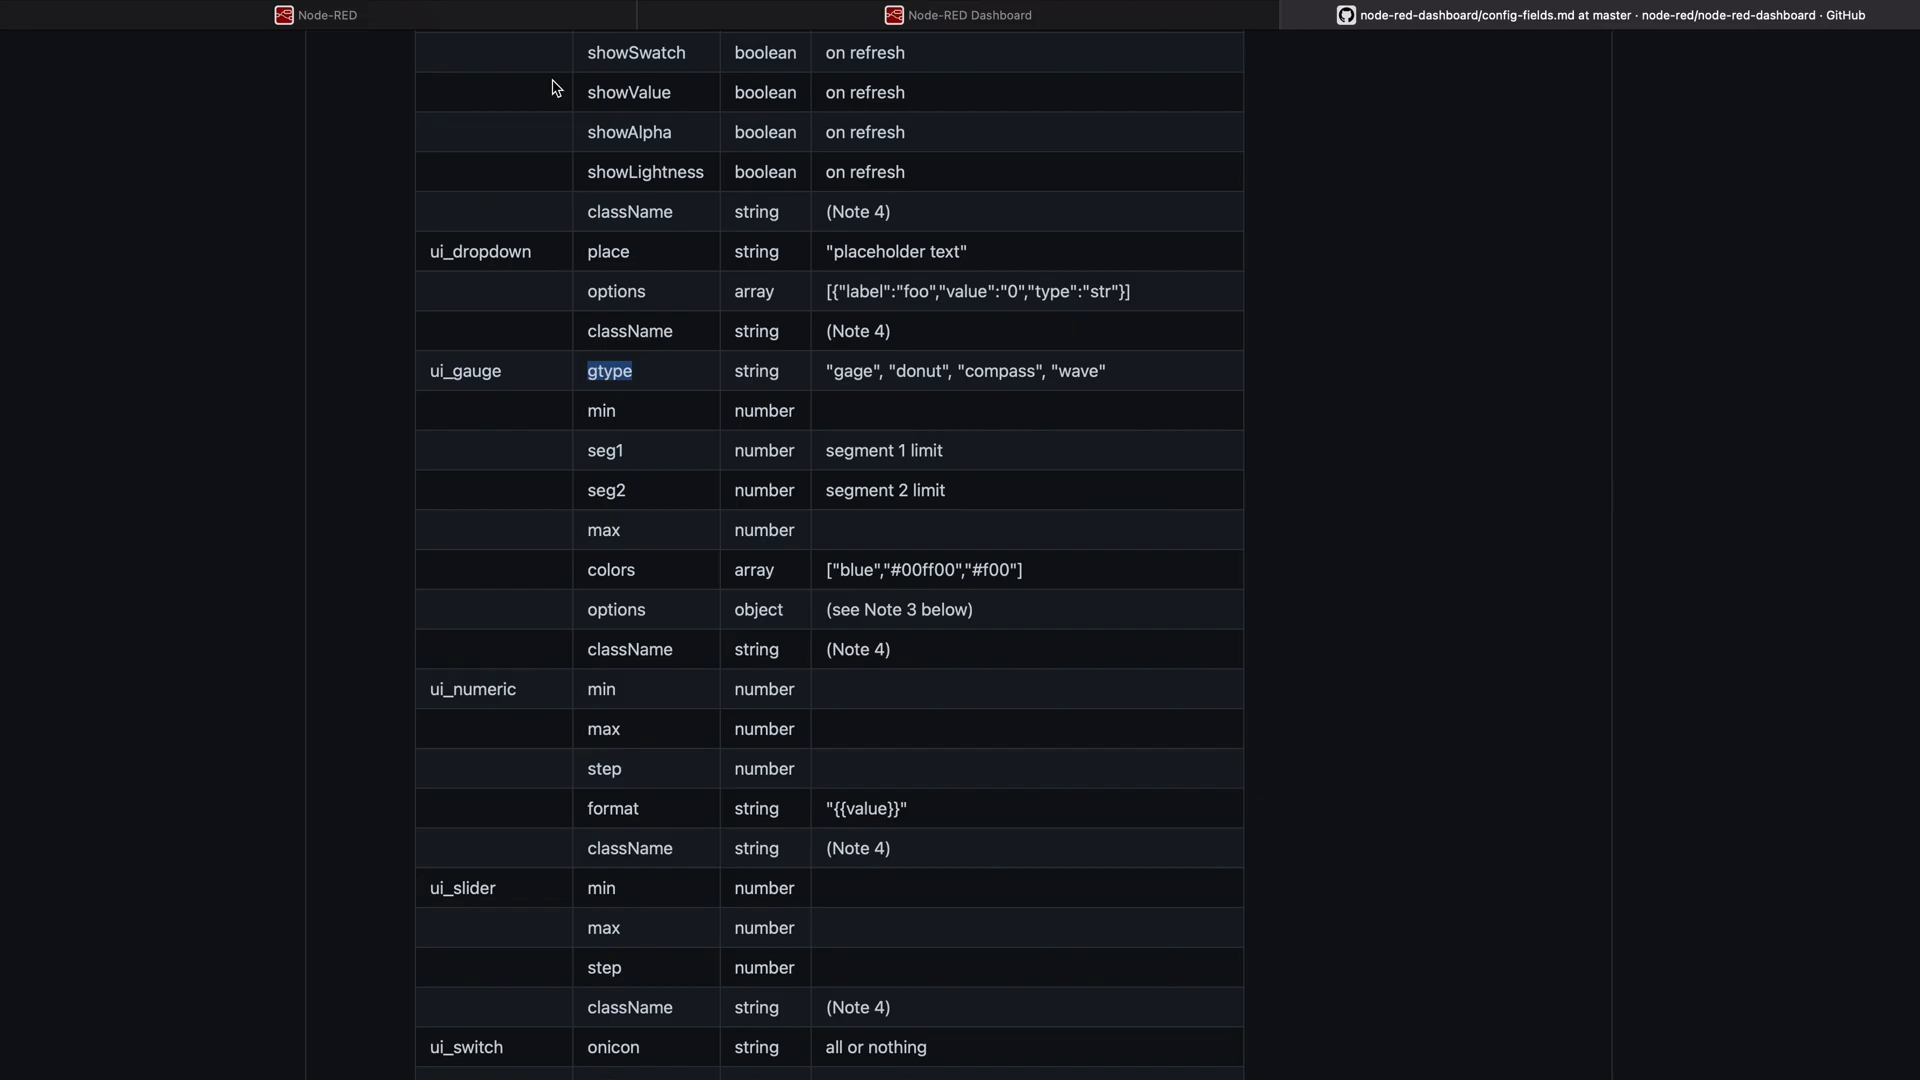 Node-RED
Node-RED Dashboard
node-red-dashboard/config-fields.md at master · node-red/node-red-dashboard · GitHub
showSwatch boolean on refresh
showValue boolean on refresh
showAlpha boolean on refresh
showLightness boolean on refresh
className string (Note 4)
ui_dropdown place string "placeholder text"
options array [{"label":"foo","value":"0","type":"str"}]
className string (Note 4)
ui_gauge gtype string "gage", "donut", "compass", "wave"
min number
seg1 number segment 1 limit
seg2 number segment 2 limit
max number
colors array ["blue","#00ff00","#f00"]
options object (see Note 3 below)
className string (Note 4)
ui_numeric min number
max number
step number
format string "{{value}}"
className string (Note 4)
ui_slider min number
max number
step number
className string (Note 4)
ui_switch onicon string all or nothing